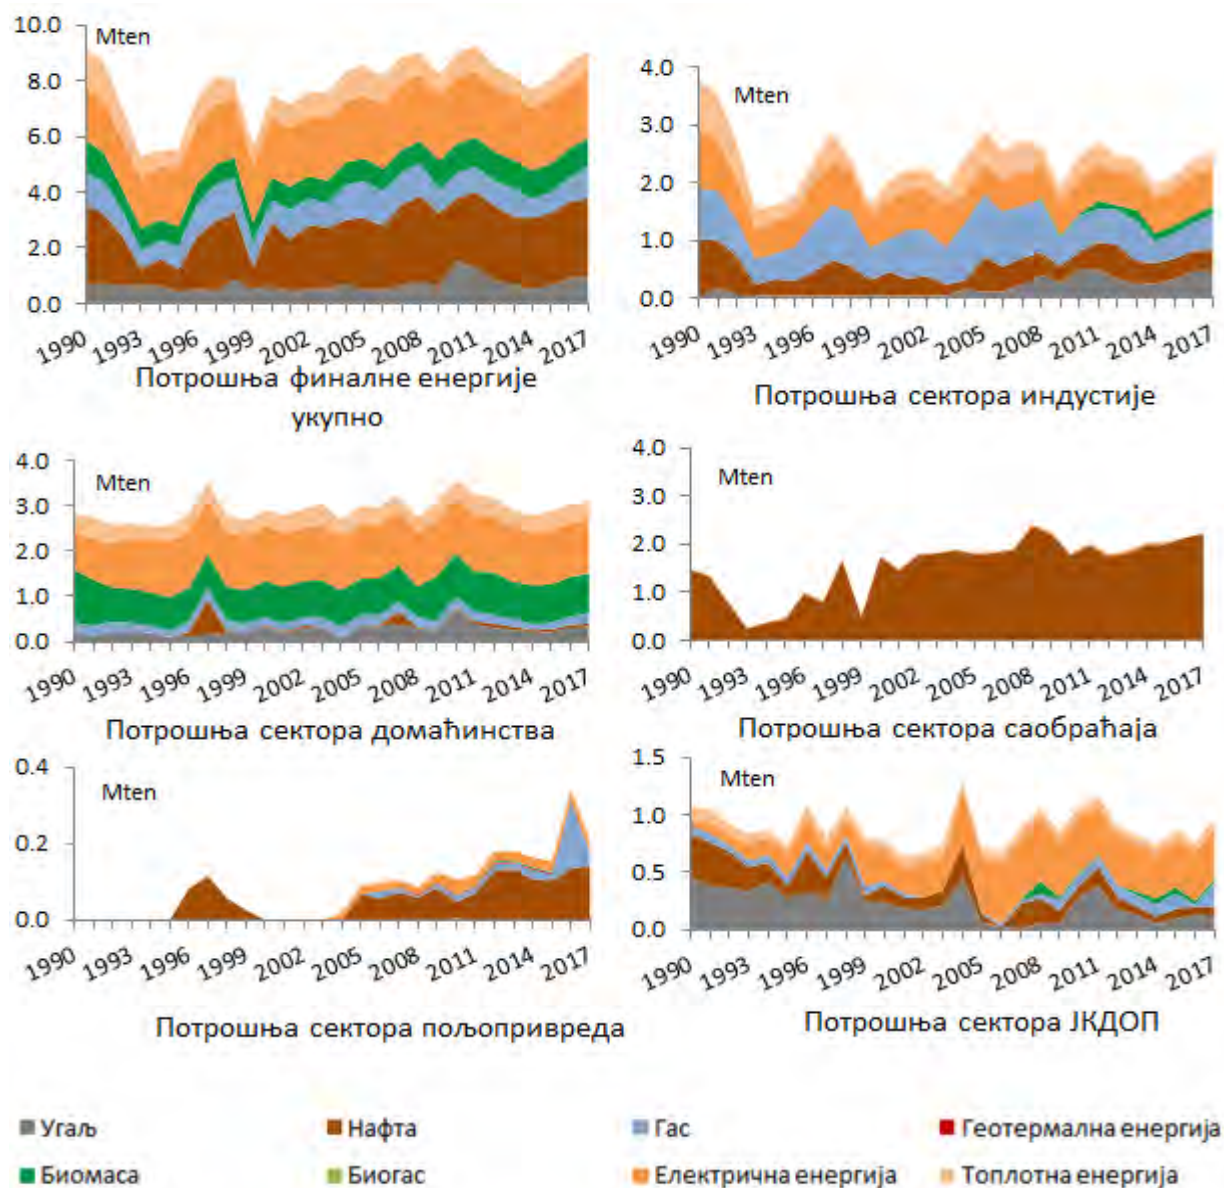 10.0
8.0
6.0
4.0
2.0
0.0
Mten
1990 1993 1996 1999 2002 2005 2008 2011 2014 2017
Потрошња финалне енергије
укупно
4.0
3.0
2.0
1.0
0.0
Mten
1990 1993 1996 1999 2002 2005 2008 2011 2014 2017
Потрошња сектора индустије
4.0
3.0
2.0
1.0
0.0
Mten
1990 1993 1996 1999 2002 2005 2008 2011 2014 2017
Потрошња сектора домаћинства
4.0
3.0
2.0
1.0
0.0
Mten
1990 1993 1996 1999 2002 2005 2008 2011 2014 2017
Потрошња сектора саобраћаја
0.4
0.2
0.0
Mten
1990 1993 1996 1999 2002 2005 2008 2011 2014 2017
Потрошња сектора пољопривреда
1.5
1.0
0.5
0.0
Mten
1990 1993 1996 1999 2002 2005 2008 2011 2014 2017
Потрошња сектора ЈКДОП
Угаљ Нафта Гас Геотермална енергија
Биомаса Биогас Електрична енергија Топлотна енергија